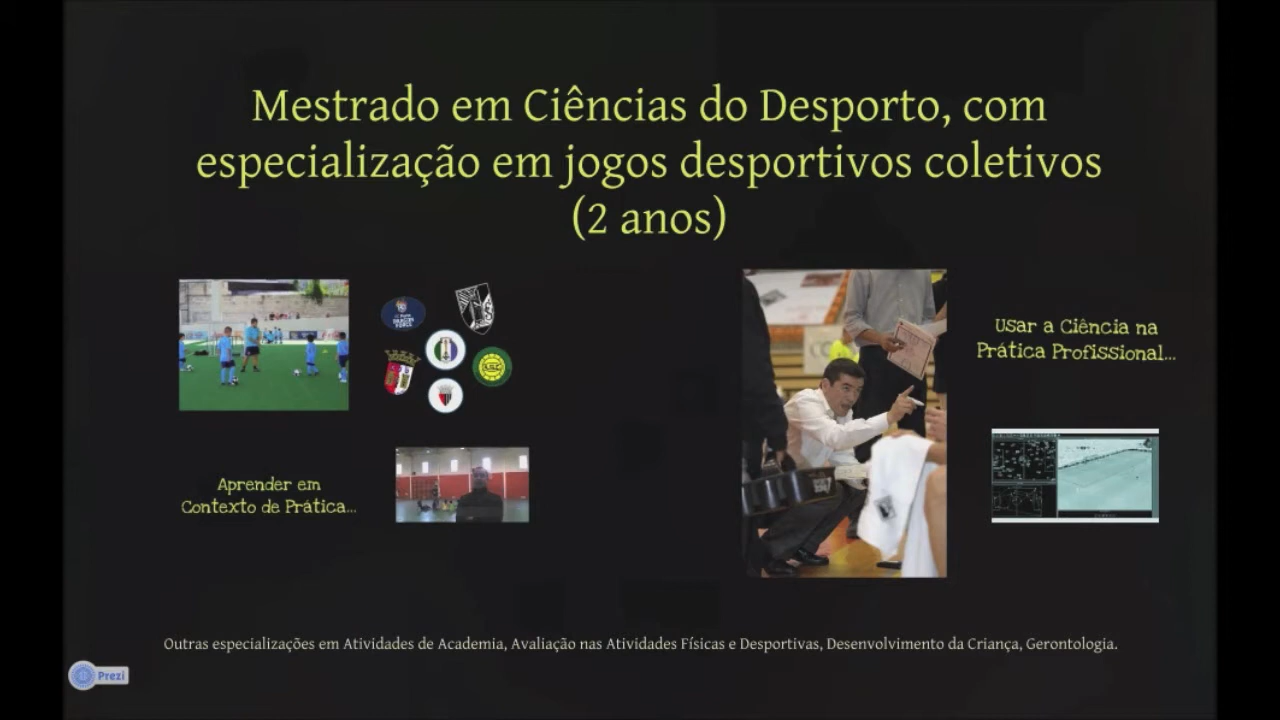 Mestrado em Ciências do Desporto, com
especialização em jogos desportivos coletivos
(2 anos)
Usar a Ciência na
Prática Profissional...
Aprender em
Contexto de Prática...
Outras especializações em Atividades de Academia, Avaliação nas Atividades Físicas e Desportivas, Desenvolvimento da Criança, Gerontologia.
Prezi